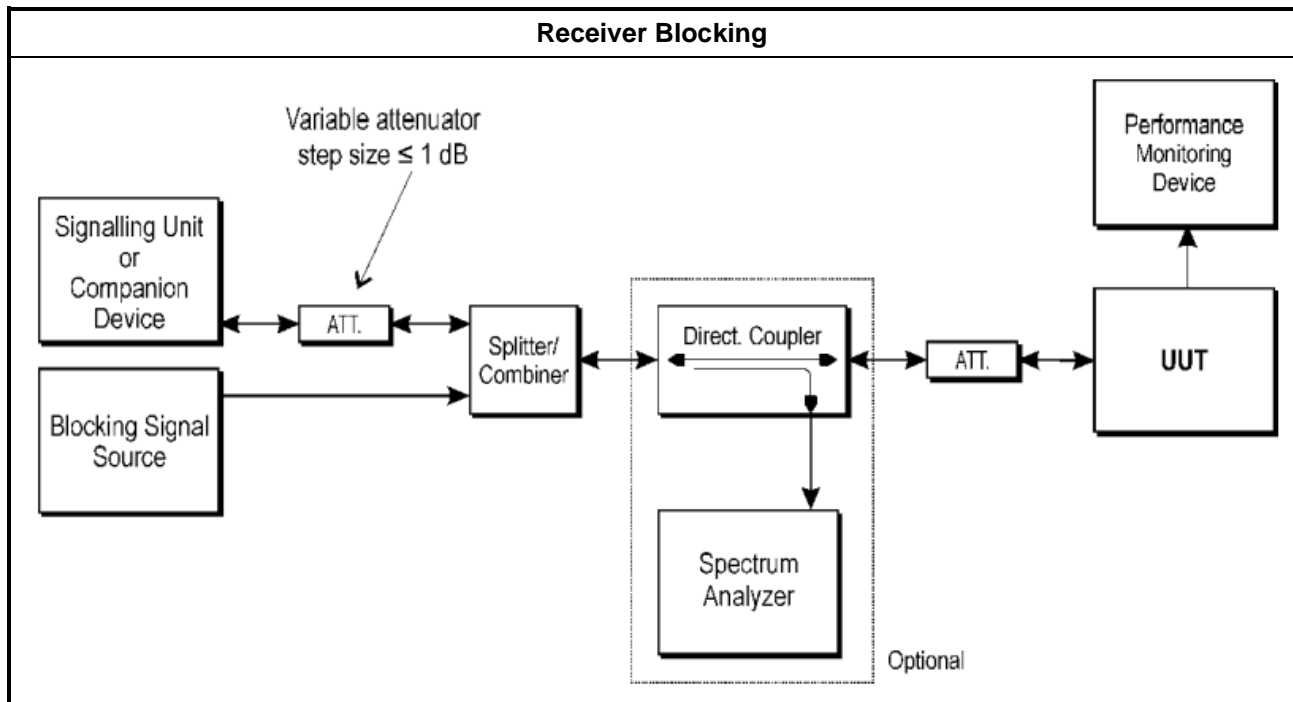 Receiver Blocking
Variable attenuator
step size ≤ 1 dB
Performance
Monitoring
Device
Signalling Unit
or
Companion
Device
ATT.
Splitter/
Combiner
Direct. Coupler
ATT.
UUT
Blocking Signal
Source
Spectrum
Analyzer
Optional